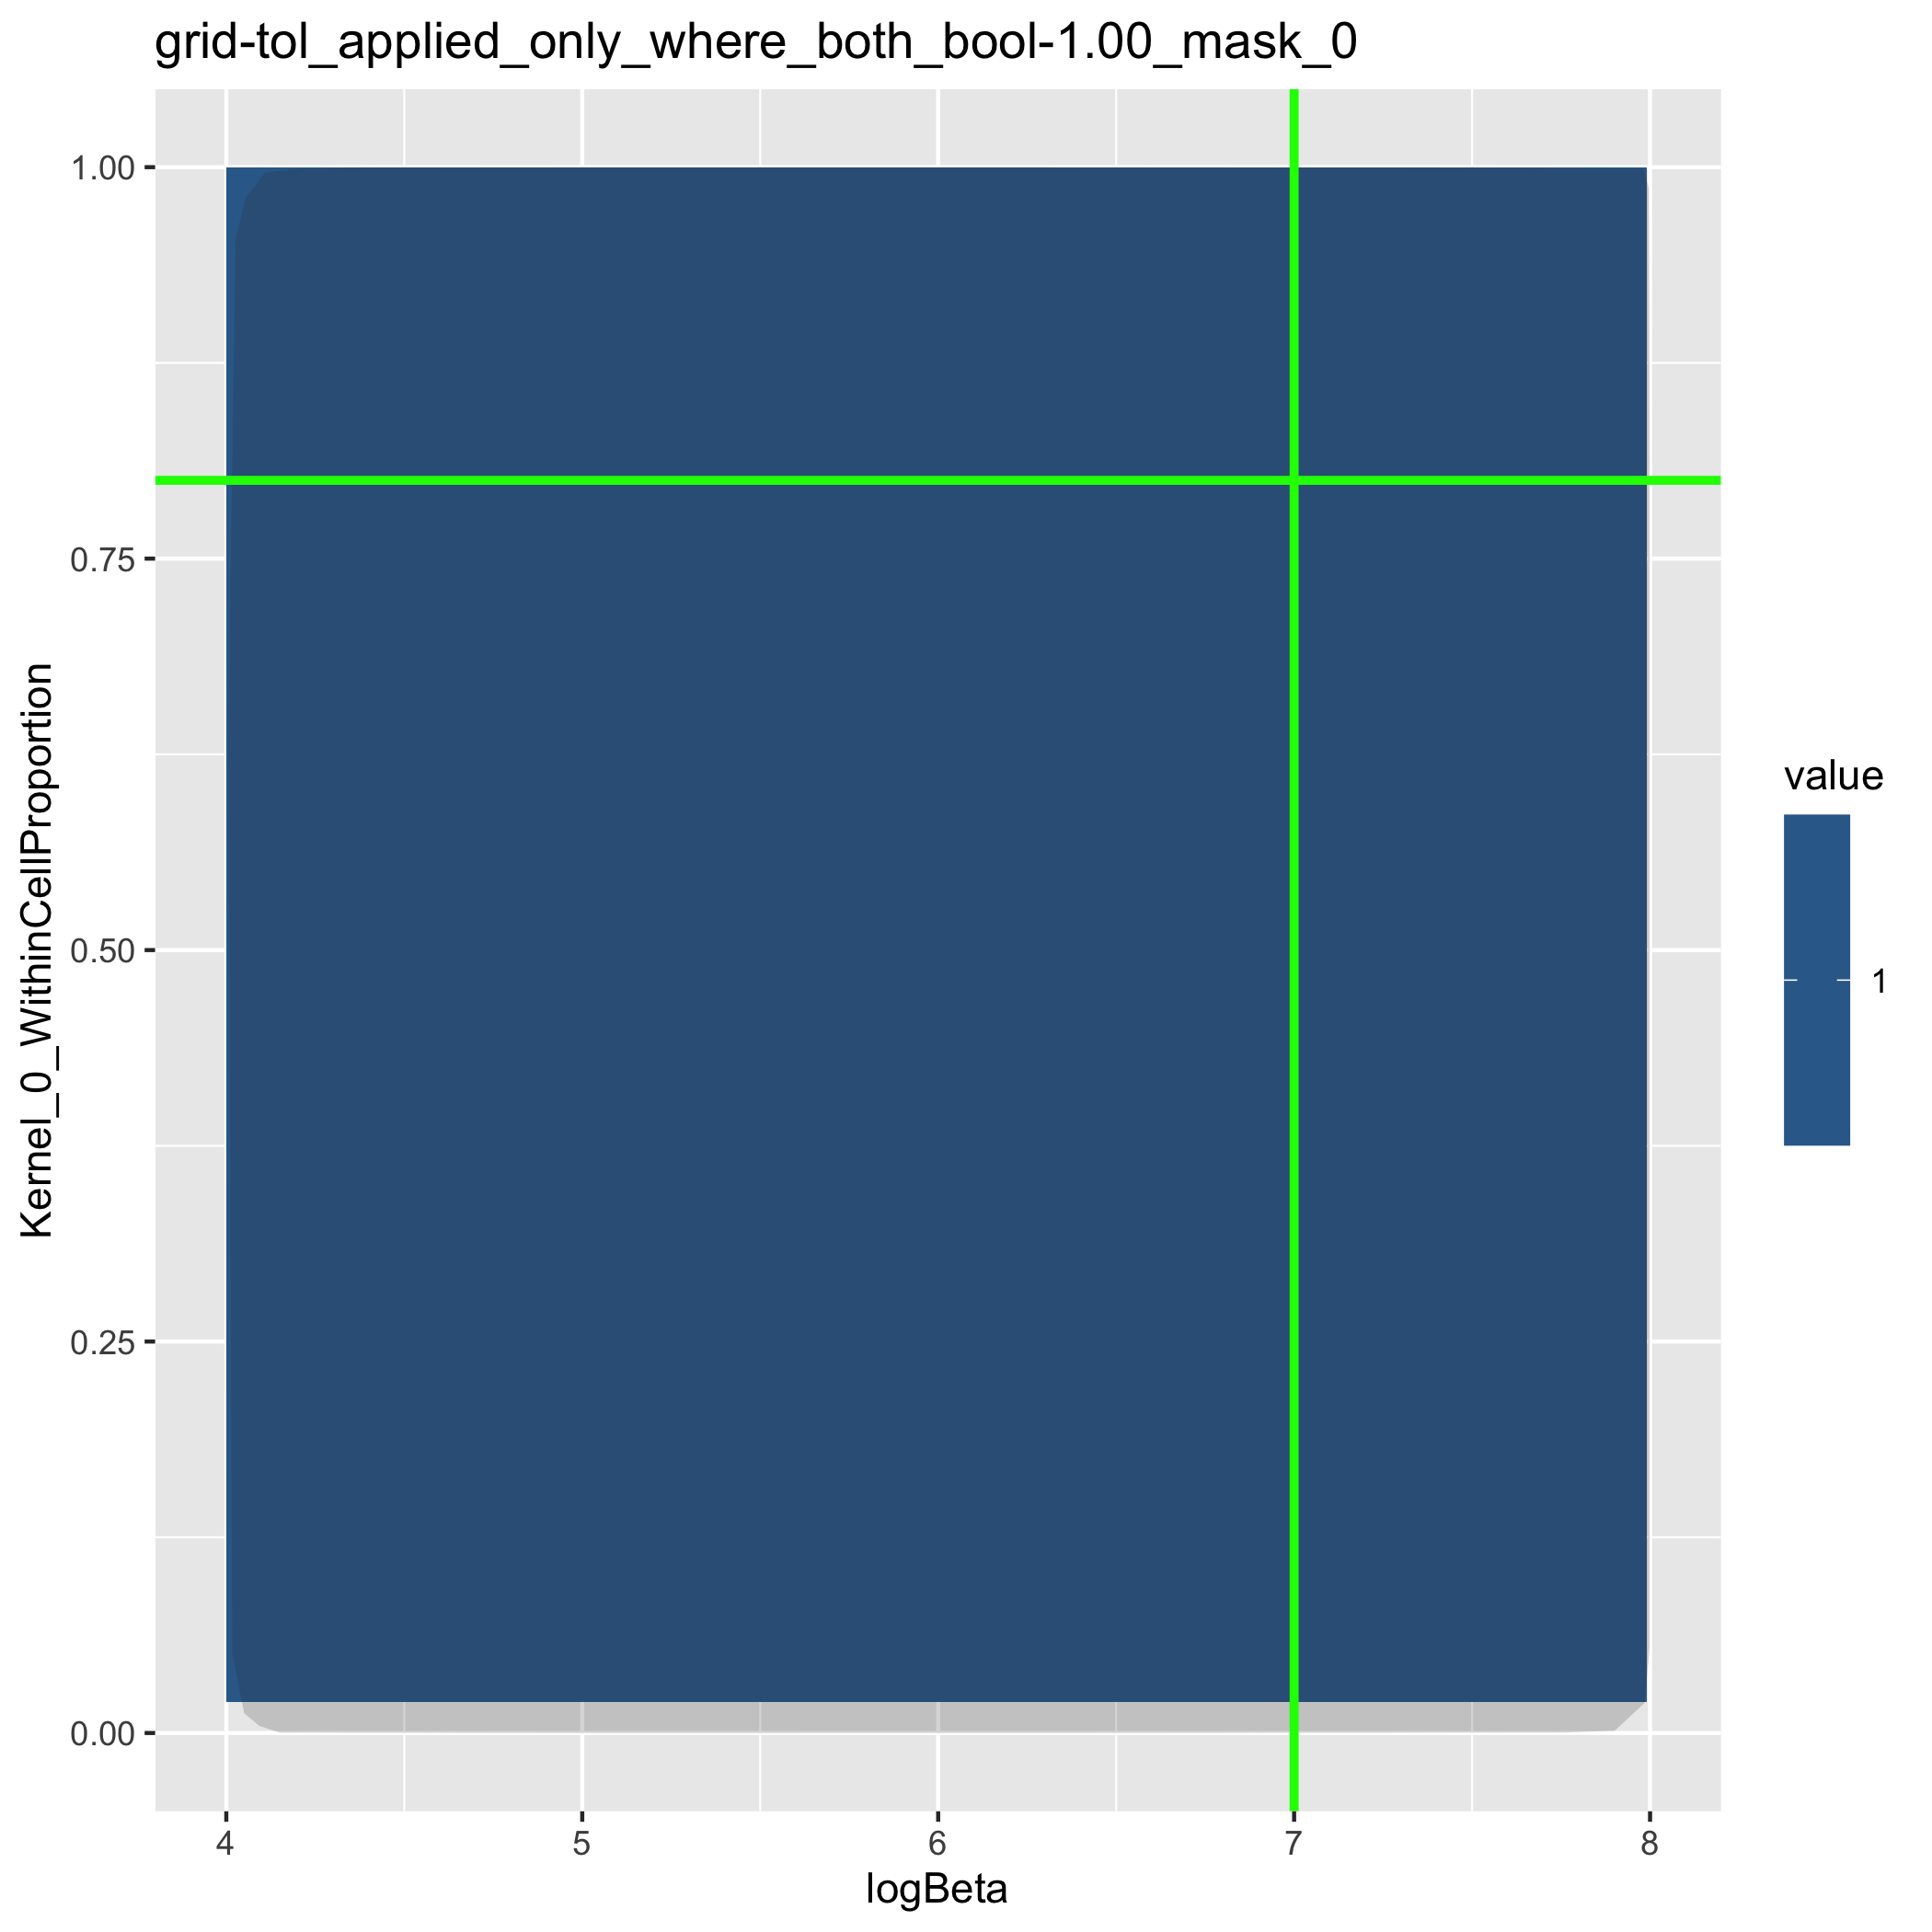 grid-tol_applied_only_where_both_bool-1.00_mask_0
1.00
0.75
0.50
0.25
0.00
Kernel_0_WithinCellProportion
4
5
6
7
8
logBeta
value
1